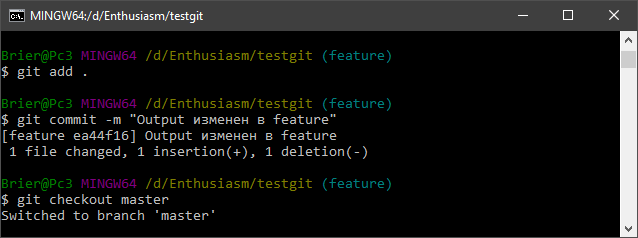 MINGW64:/d/Enthusiasm/testgit
Brier@Pc3 MINGW64 /d/Enthusiasm/testgit (feature)
$ git add .
Brier@Pc3 MINGW64 /d/Enthusiasm/testgit (feature)
$ git commit -m "Output изменен в feature"
[feature ea44f16] Output изменен в feature
 1 file changed, 1 insertion(+), 1 deletion(-)
Brier@Pc3 MINGW64 /d/Enthusiasm/testgit (feature)
$ git checkout master
Switched to branch 'master'